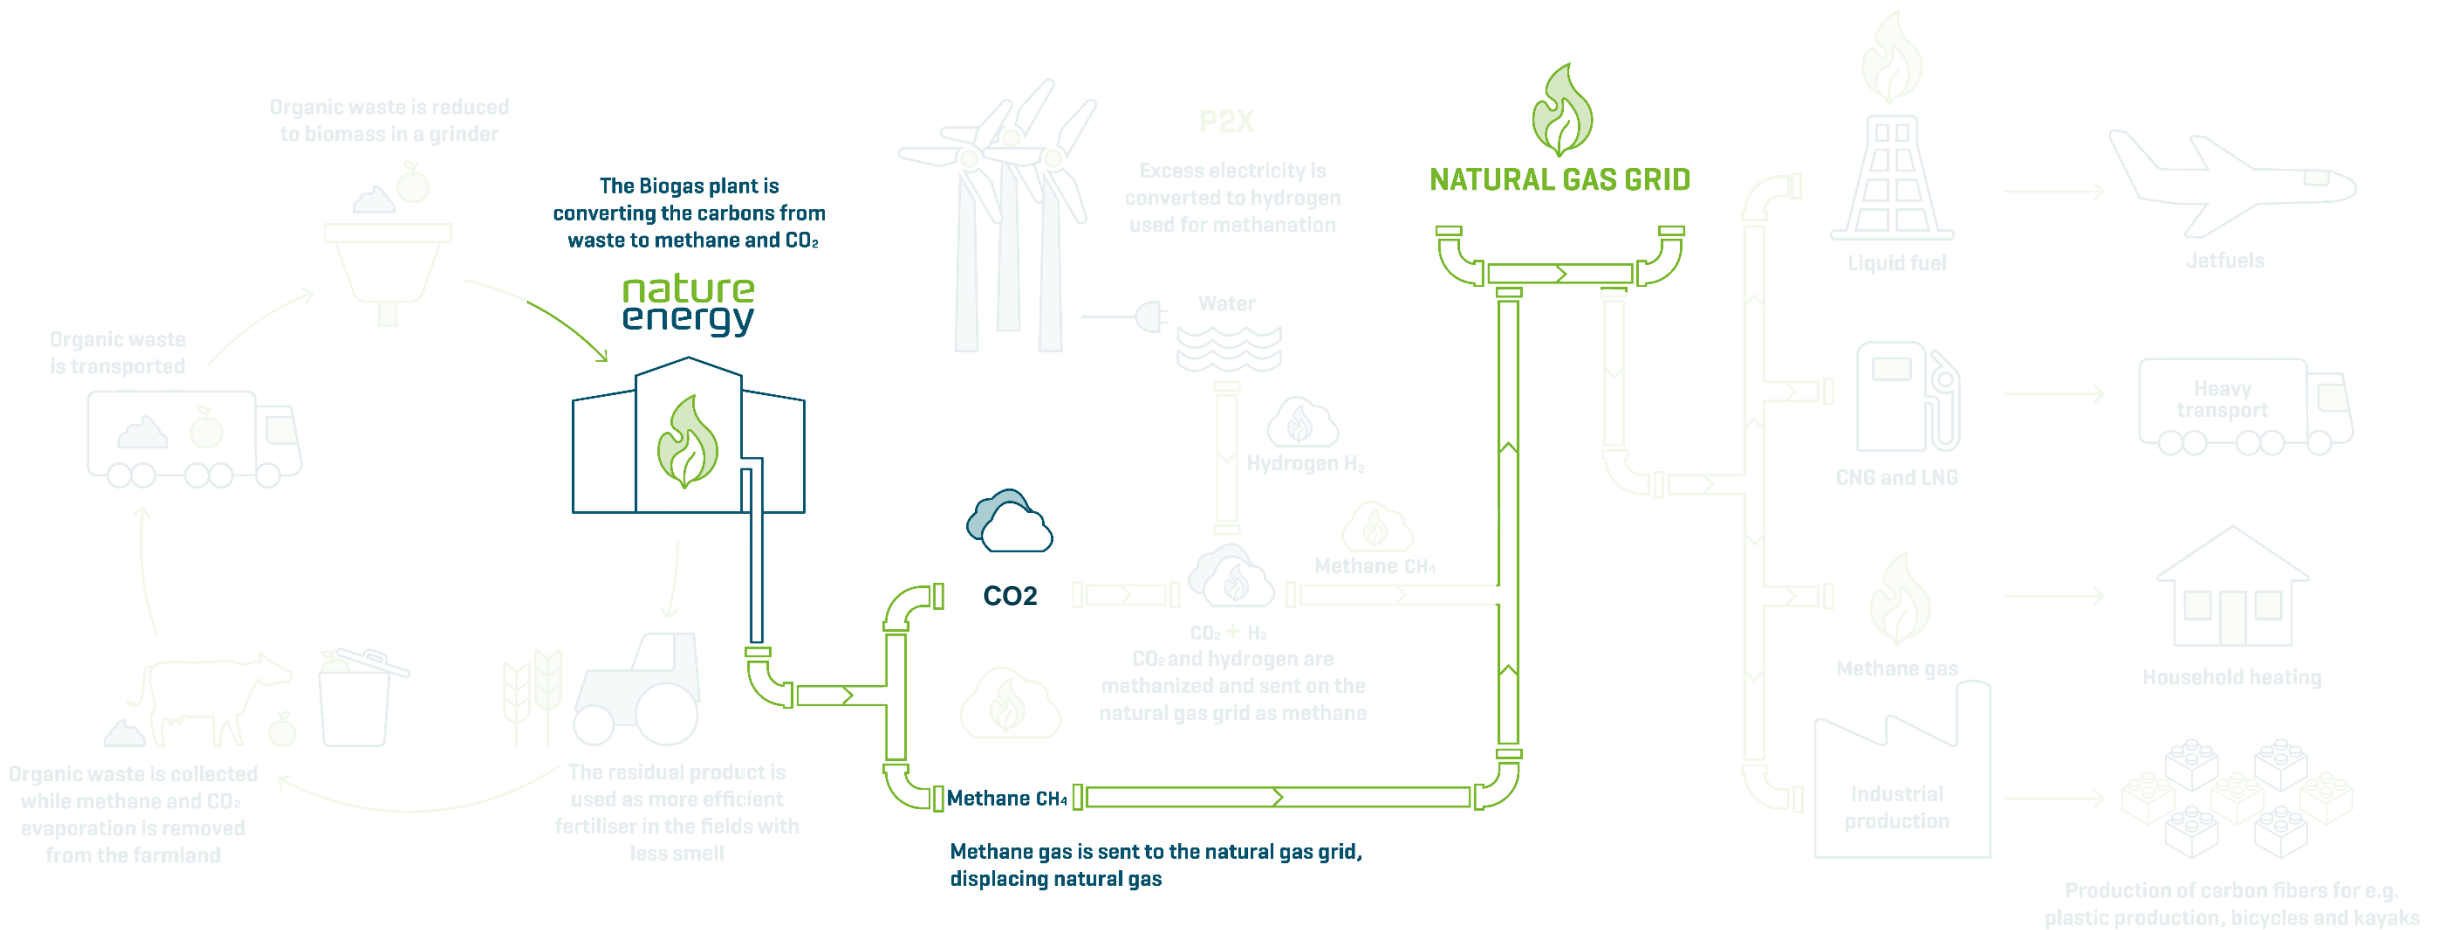 Organic waste is reduced
to biomass in a grinder
Organic waste
is transported
Organic waste is collected
while methane and CO₂
evaporation is removed
from the farmland
The residual product is
used as more efficient
fertiliser in the fields with
less smell
The Biogas plant is
converting the carbons from
waste to methane and CO₂
nature
energy
P2X
Excess electricity is
converted to hydrogen
used for methanation
Water
Hydrogen H₂
CO2
Methane CH₄
CO₂ + H₂
CO₂ and hydrogen are
methanized and sent on the
natural gas grid as methane
Methane CH₄
Methane gas is sent to the natural gas grid,
displacing natural gas
NATURAL GAS GRID
Liquid fuel
Jetfuels
CNG and LNG
Heavy
transport
Methane gas
Household heating
Industrial
production
Production of carbon fibers for e.g.
plastic production, bicycles and kayaks